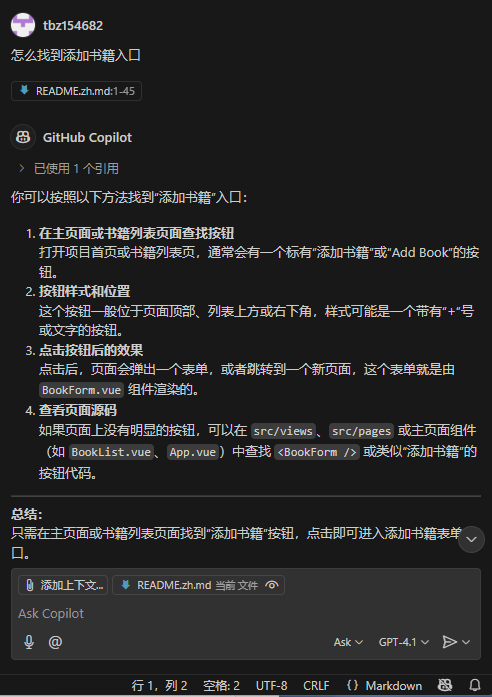 tbz154682
怎么找到添加书籍入口
README.zh.md:1-45
GitHub Copilot
已使用 1 个引用
你可以按照以下方法找到“添加书籍”入口：
1. 在主页面或书籍列表页面查找按钮
打开项目首页或书籍列表页，通常会有一个标有“添加书籍”或“Add Book”的按
钮。
2. 按钮样式和位置
这个按钮一般位于页面顶部、列表上方或右下角，样式可能是一个带有“+”号
或文字的按钮。
3. 点击按钮后的效果
点击后，页面会弹出一个表单，或者跳转到一个新页面，这个表单就是由
BookForm.vue 组件渲染的。
4. 查看页面源码
如果页面上没有明显的按钮，可以在 src/views、src/pages 或主页面组件
（如 BookList.vue、App.vue）中查找 <BookForm /> 或类似“添加书籍”的
按钮代码。
总结：
只需在主页面或书籍列表页面找到“添加书籍”按钮，点击即可进入添加书籍表单
口。
添加上下文... README.zh.md 当前 文件
Ask Copilot
@ Ask GPT-4.1
行 1，列 2 空格: 2 UTF-8 CRLF {} Markdown